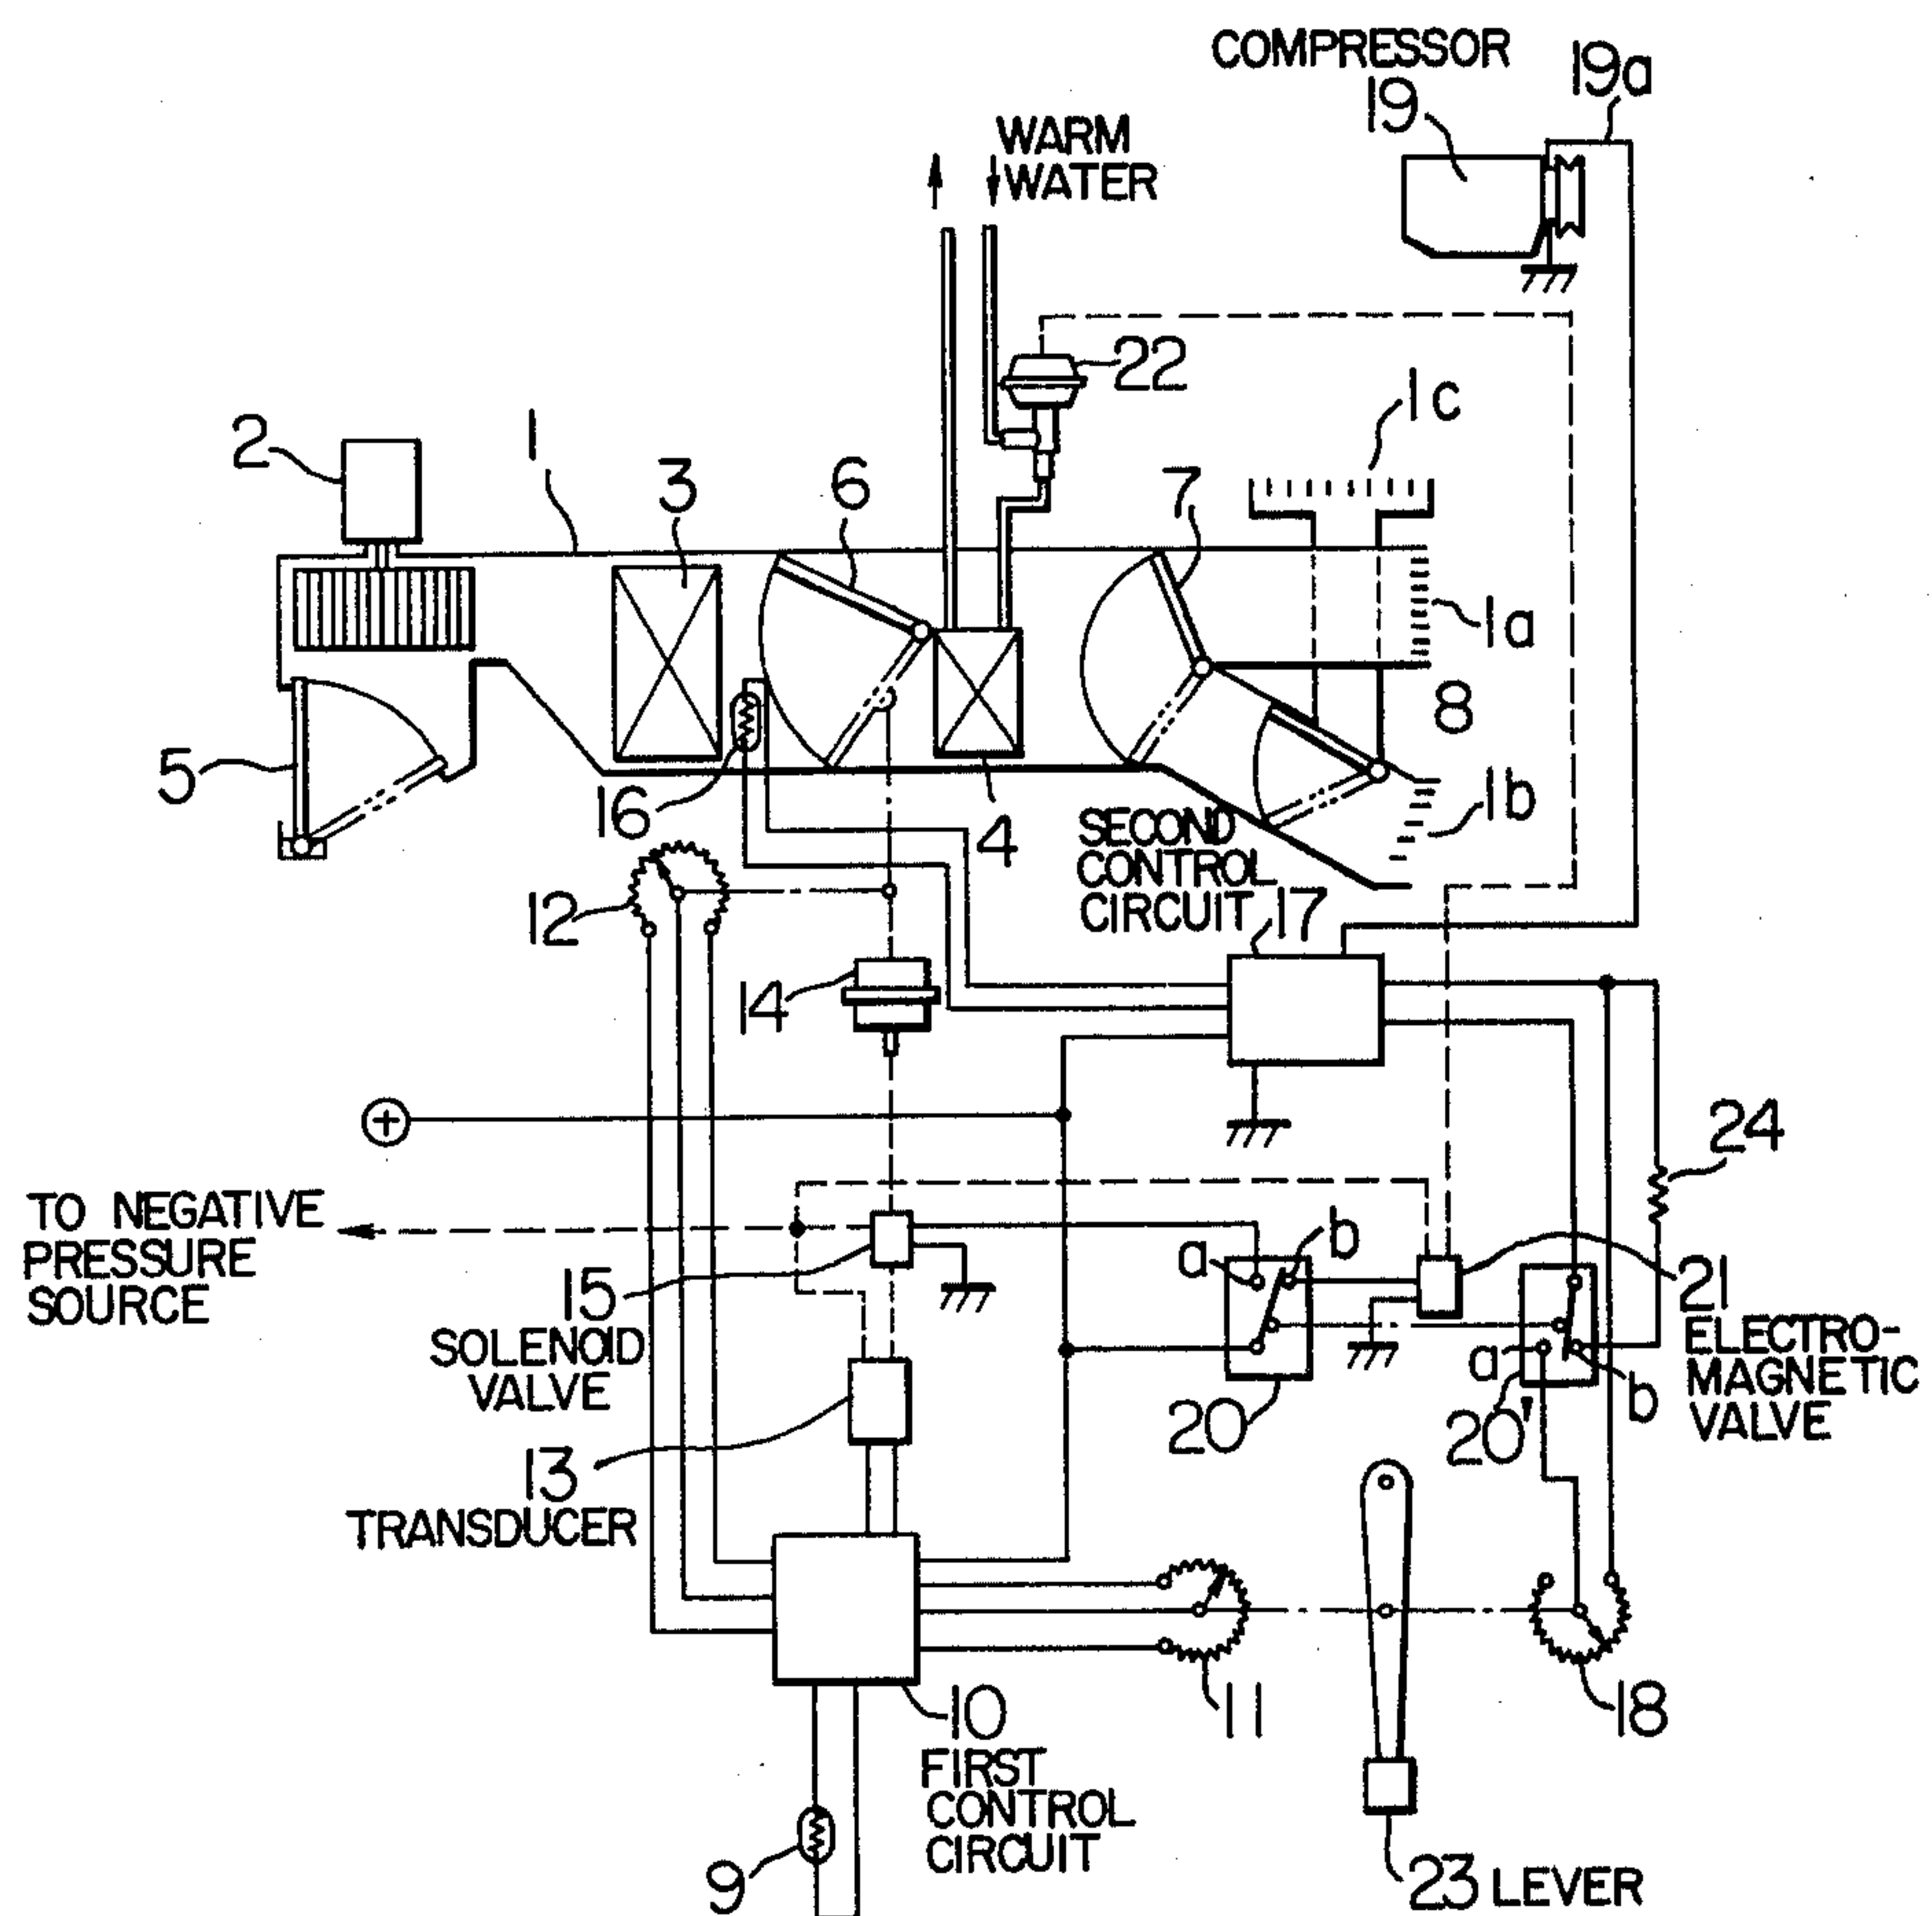 COMPRESSOR
19
19a
WARM
WATER
22
1c
2
1
3
6
7
1a
8
5
16
4
1b
SECOND
CONTROL
CIRCUIT 17
12
14
24
+
TO NEGATIVE
PRESSURE
SOURCE
a
b
15
SOLENOID
VALVE
21
ELECTRO-
MAGNETIC
VALVE
a
b
20
20'
13
TRANSDUCER
10
FIRST
CONTROL
CIRCUIT
11
18
9
23 LEVER